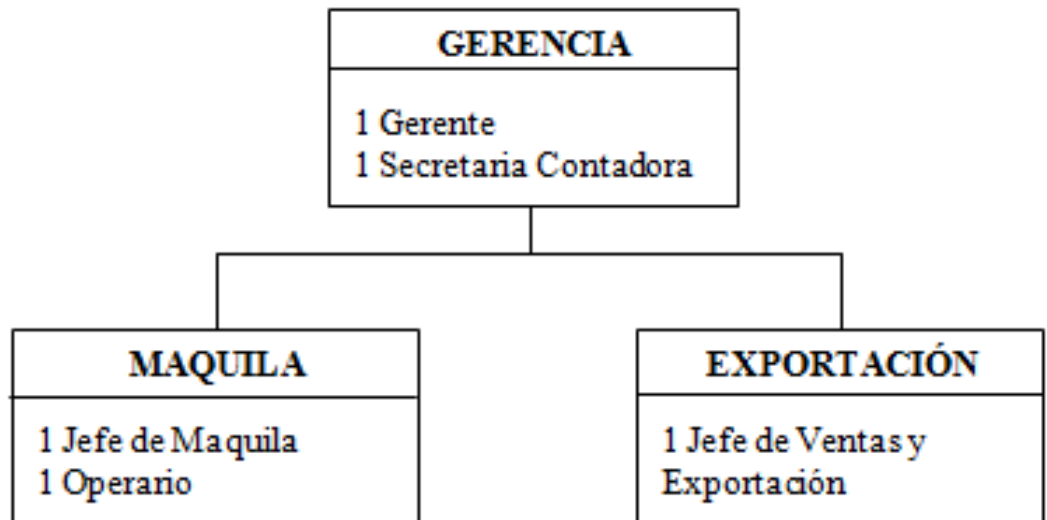 GERENCIA
1 Gerente
1 Secretaria Contadora
MAQUILA
1 Jefe de Maquila
1 Operario
EXPORTACIÓN
1 Jefe de Ventas y
Exportación